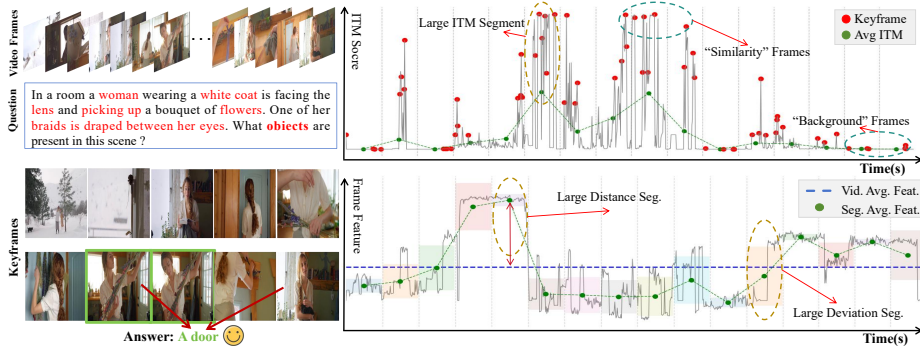 Video Frames
...
Question
In a room a woman wearing a white coat is facing the
lens and picking up a bouquet of flowers. One of her
braids is draped between her eyes. What objects are
present in this scene ?
Keyframes
Answer: A door
ITM Score
Large ITM Segment
Keyframe
Avg ITM
“Similarity” Frames
“Background” Frames
Time(s)
Frame Feature
Large Distance Seg.
Vid. Avg. Feat.
Seg. Avg. Feat.
Large Deviation Seg.
Time(s)